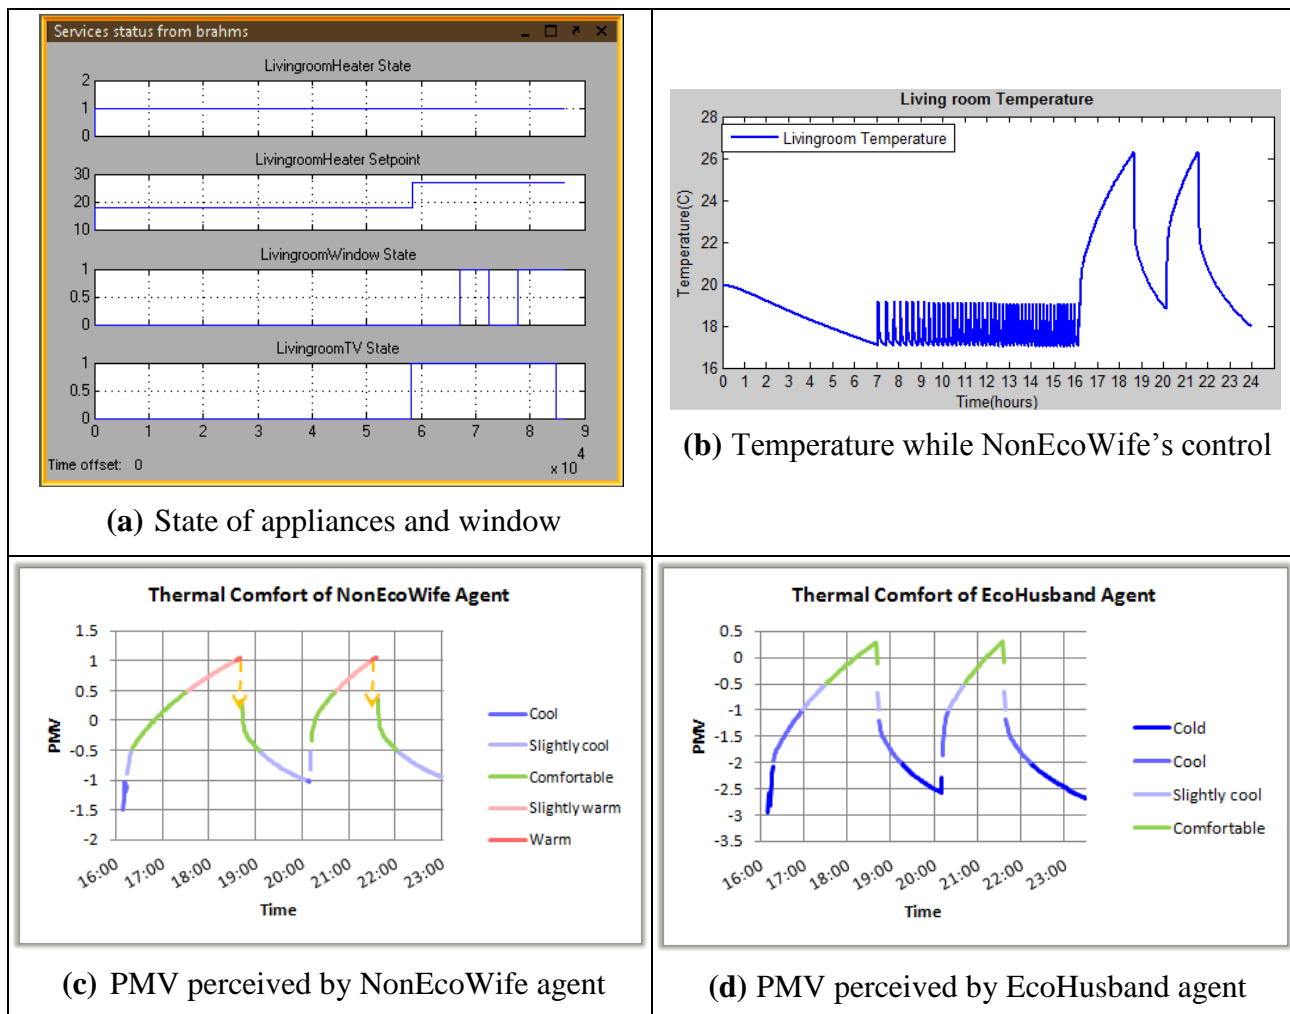 Services status from brahms
LivingroomHeater State
2
1
0
LivingroomHeater Setpoint
30
20
10
LivingroomWindow State
1
0.5
0
LivingroomTV State
1
0.5
0
0 1 2 3 4 5 6 7 8 9
x 10^4
Time offset: 0
(a) State of appliances and window
Living room Temperature
Livingroom Temperature
Temperature(C)
28
26
24
22
20
18
16
0 1 2 3 4 5 6 7 8 9 10 11 12 13 14 15 16 17 18 19 20 21 22 23 24
Time(hours)
(b) Temperature while NonEcoWife's control
Thermal Comfort of NonEcoWife Agent
PMV
1.5
1
0.5
0
-0.5
-1
-1.5
-2
16:00 17:00 18:00 19:00 20:00 21:00 22:00 23:00
Time
Cool
Slightly cool
Comfortable
Slightly warm
Warm
(c) PMV perceived by NonEcoWife agent
Thermal Comfort of EcoHusband Agent
PMV
0.5
0
-0.5
-1
-1.5
-2
-2.5
-3
-3.5
16:00 17:00 18:00 19:00 20:00 21:00 22:00 23:00
Time
Cold
Cool
Slightly cool
Comfortable
(d) PMV perceived by EcoHusband agent